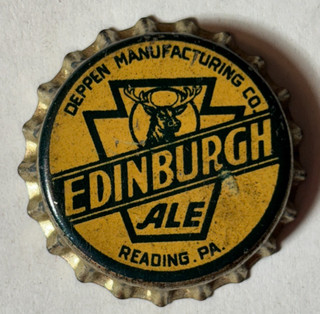 DEPPEN MANUFACTURING CO.
EDINBURGH
ALE
READING . PA.